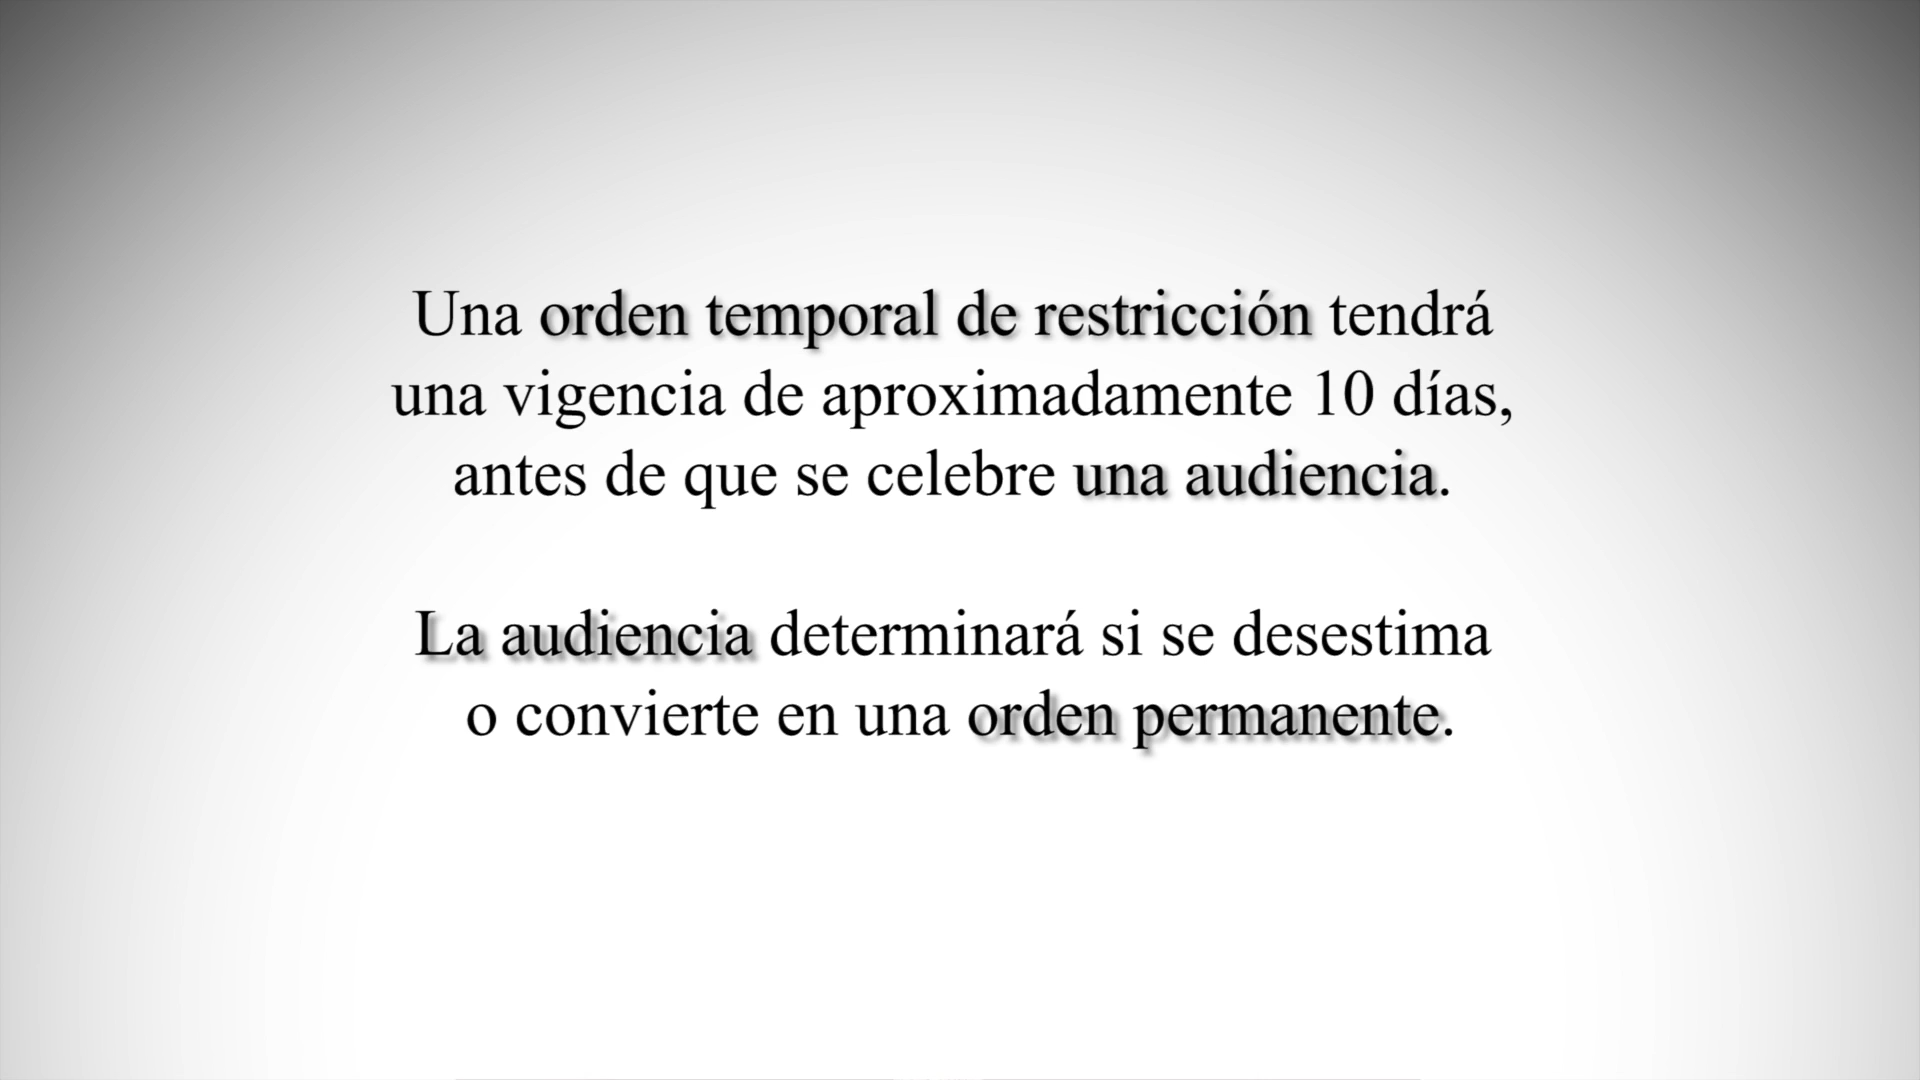 Una orden temporal de restricción tendrá
una vigencia de aproximadamente 10 días,
antes de que se celebre una audiencia.
La audiencia determinará si se desestima
o convierte en una orden permanente.